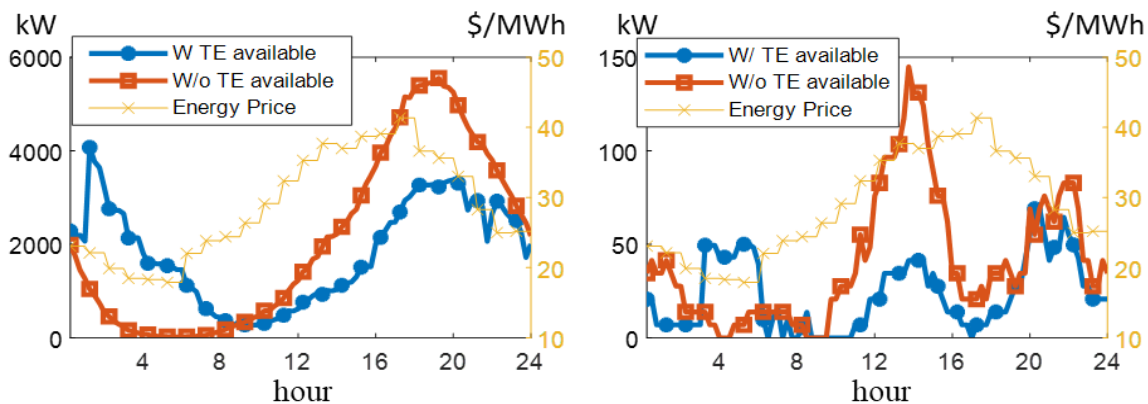 kW $/MWh
W TE available
W/o TE available
Energy Price
6000
4000
2000
0
50
40
30
20
10
4 8 12 16 20 24
hour
kW $/MWh
W/ TE available
W/o TE available
Energy Price
150
100
50
0
50
40
30
20
10
4 8 12 16 20 24
hour